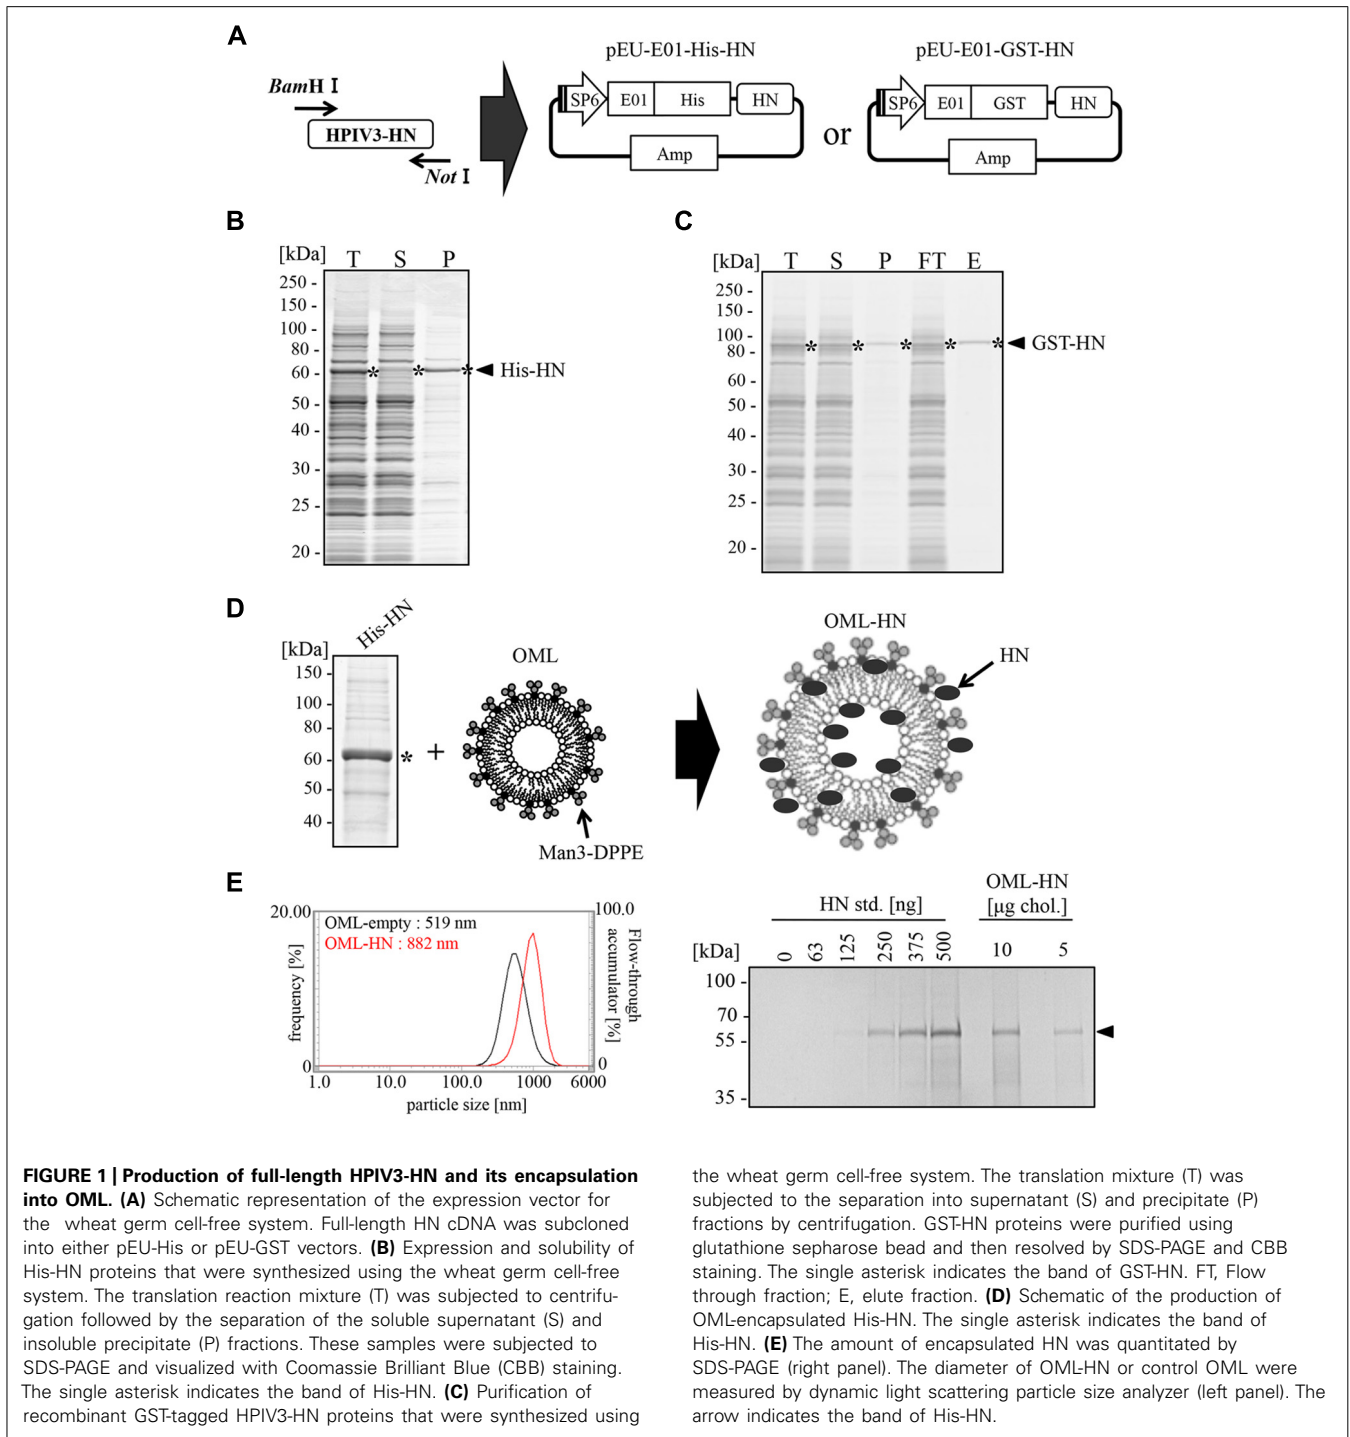 A
BamH I
HPIV3-HN
Not I
pEU-E01-His-HN
SP6 E01 His HN
Amp
or
pEU-E01-GST-HN
SP6 E01 GST HN
Amp
B
[kDa] T S P
250 -
150 -
100 -
80 -
60 -
50 -
40 -
30 -
25 -
20 -
* * * His-HN
C
[kDa] T S P FT E
250 -
150 -
100 -
80 -
60 -
50 -
40 -
30 -
25 -
20 -
* * * * * GST-HN
D
His-HN
[kDa]
150 -
100 -
80 -
60 -
50 -
40 -
*
+
OML
Man3-DPPE
OML-HN
HN
E
20.00
100.0
OML-empty : 519 nm
OML-HN : 882 nm
frequency [%]
Flow-through
accumulator [%]
0
0
1.0 10.0 100.0 1000 6000
particle size [nm]
HN std. [ng]
OML-HN
[µg chol.]
[kDa] 0 63 125 250 375 500 10 5
100 -
70 -
55 -
35 -
FIGURE 1 | Production of full-length HPIV3-HN and its encapsulation
into OML. (A) Schematic representation of the expression vector for
the wheat germ cell-free system. Full-length HN cDNA was subcloned
into either pEU-His or pEU-GST vectors. (B) Expression and solubility of
His-HN proteins that were synthesized using the wheat germ cell-free
system. The translation reaction mixture (T) was subjected to centrifu-
gation followed by the separation of the soluble supernatant (S) and
insoluble precipitate (P) fractions. These samples were subjected to
SDS-PAGE and visualized with Coomassie Brilliant Blue (CBB) staining.
The single asterisk indicates the band of His-HN. (C) Purification of
recombinant GST-tagged HPIV3-HN proteins that were synthesized using
the wheat germ cell-free system. The translation mixture (T) was
subjected to the separation into supernatant (S) and precipitate (P)
fractions by centrifugation. GST-HN proteins were purified using
glutathione sepharose bead and then resolved by SDS-PAGE and CBB
staining. The single asterisk indicates the band of GST-HN. FT, Flow
through fraction; E, elute fraction. (D) Schematic of the production of
OML-encapsulated His-HN. The single asterisk indicates the band of
His-HN. (E) The amount of encapsulated HN was quantitated by
SDS-PAGE (right panel). The diameter of OML-HN or control OML were
measured by dynamic light scattering particle size analyzer (left panel). The
arrow indicates the band of His-HN.